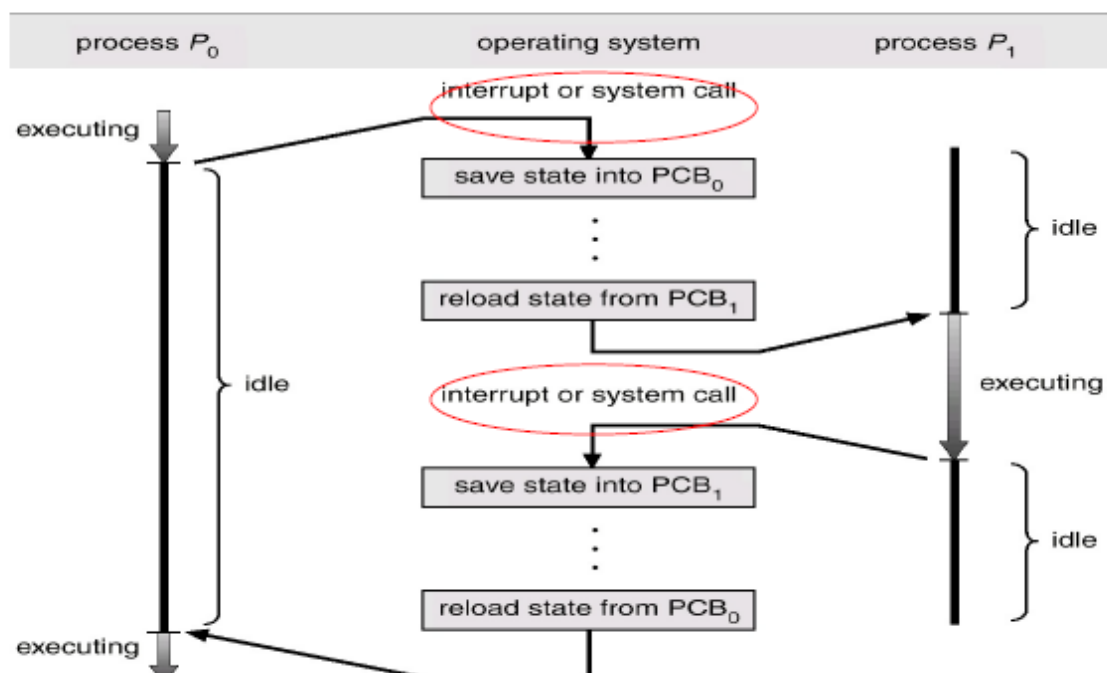 process P₀ operating system process P₁
interrupt or system call
executing
save state into PCB₀
idle
reload state from PCB₁
idle
interrupt or system call
executing
save state into PCB₁
idle
reload state from PCB₀
executing